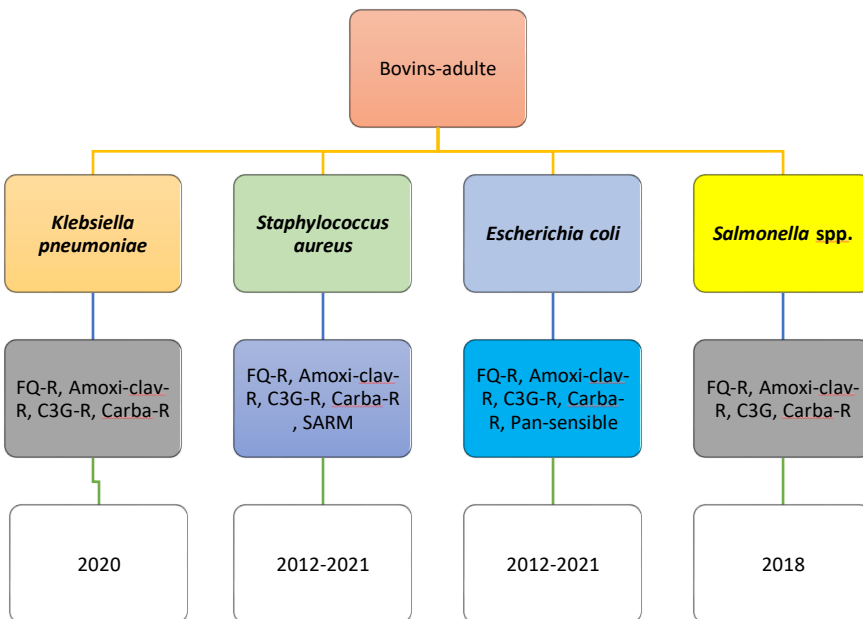 Bovins-adulte
Klebsiella
pneumoniae
Staphylococcus
aureus
Escherichia coli
Salmonella spp.
FQ-R, Amoxi-clav-
R, C3G-R, Carba-R
FQ-R, Amoxi-clav-
R, C3G-R, Carba-R
, SARM
FQ-R, Amoxi-clav-
R, C3G-R, Carba-
R, Pan-sensible
FQ-R, Amoxi-clav-
R, C3G, Carba-R
2020
2012-2021
2012-2021
2018